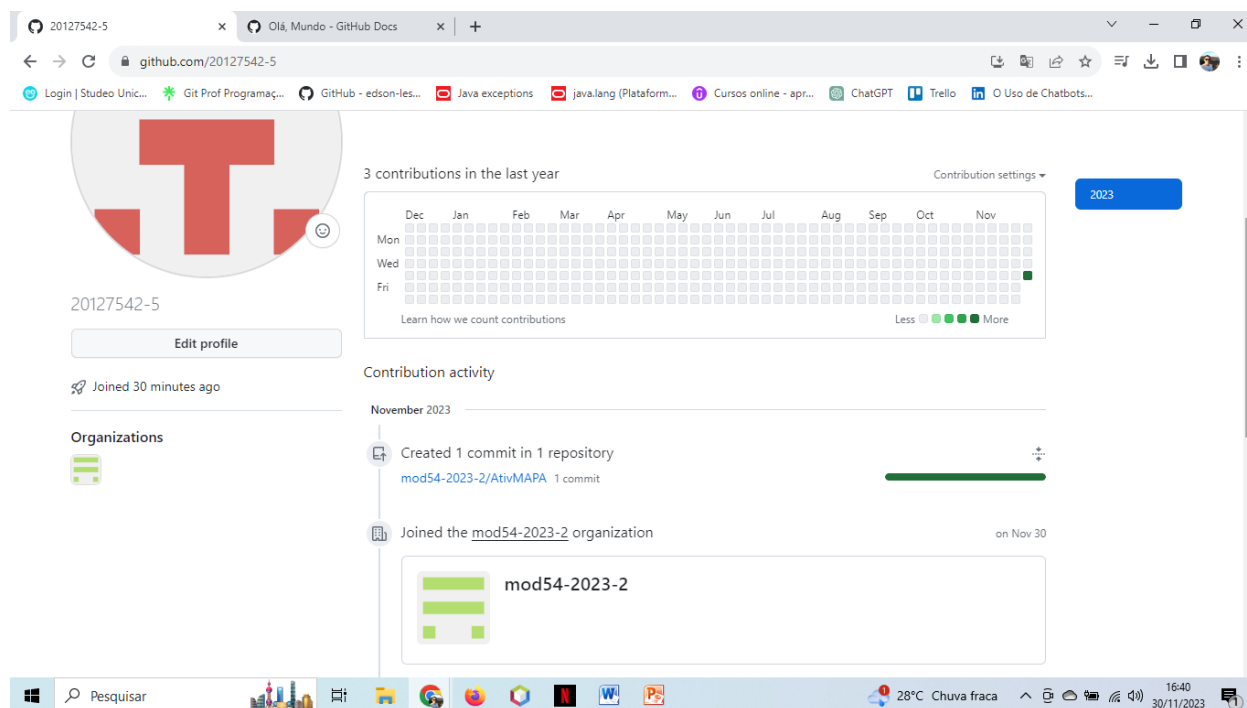 20127542-5
Olá, Mundo - GitHub Docs
github.com/20127542-5
Login | Studeo Unic...
Git Prof Programaç...
GitHub - edson-les...
Java exceptions
java.lang (Plataform...
Cursos online - apr...
ChatGPT
Trello
O Uso de Chatbots...
3 contributions in the last year
Contribution settings
2023
Dec Jan Feb Mar Apr May Jun Jul Aug Sep Oct Nov
Mon
Wed
Fri
Learn how we count contributions
Less
More
20127542-5
Edit profile
Joined 30 minutes ago
Organizations
Contribution activity
November 2023
Created 1 commit in 1 repository
mod54-2023-2/AtivMAPA 1 commit
Joined the mod54-2023-2 organization
on Nov 30
mod54-2023-2
Pesquisar
28°C Chuva fraca
16:40
30/11/2023